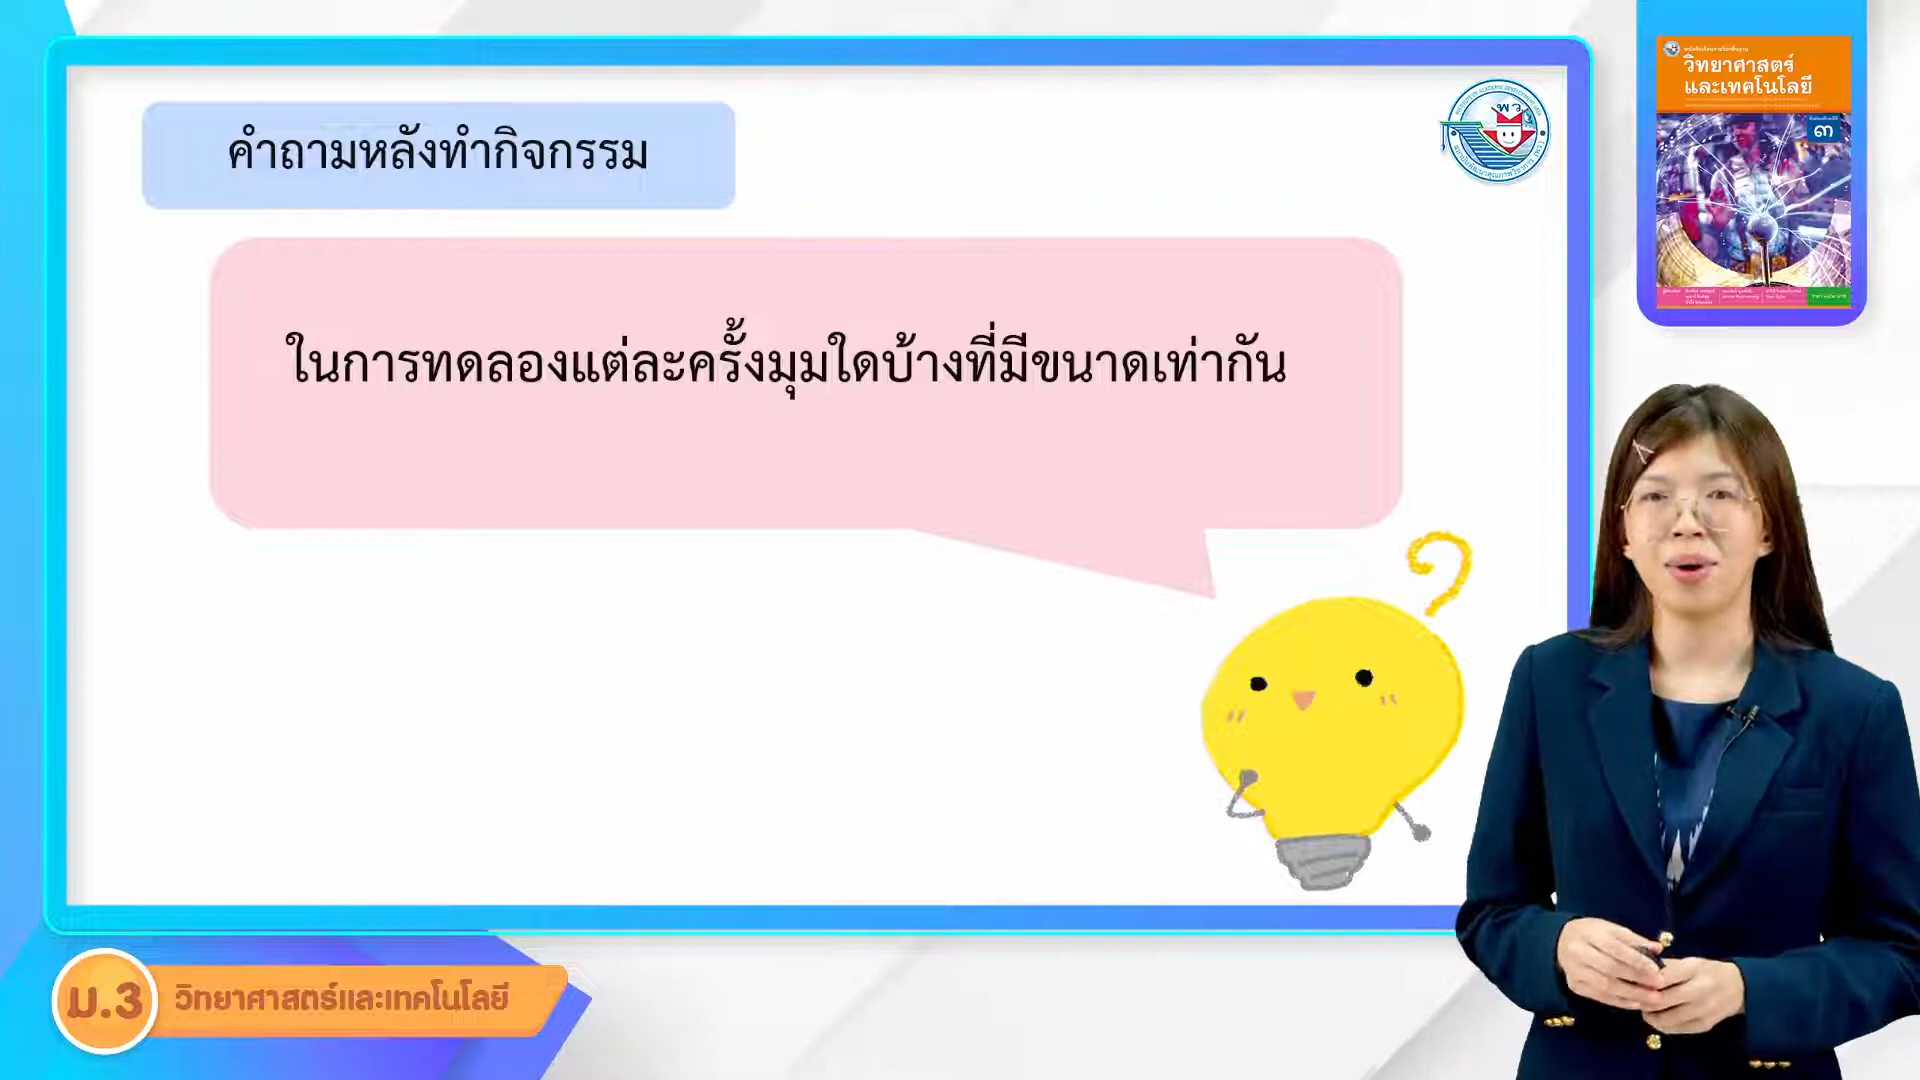 คำถามหลังทำกิจกรรม
ในการทดลองแต่ละครั้งมุมใดบ้างที่มีขนาดเท่ากัน
วิทยาศาสตร์
และเทคโนโลยี
๓
พว.
ม.3 วิทยาศาสตร์และเทคโนโลยี